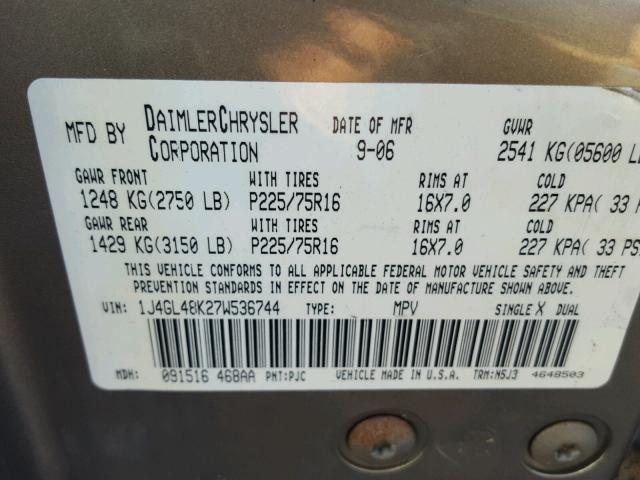 MFD BY DAIMLERCHRYSLER CORPORATION DATE OF MFR 9-06 GVWR 2541 KG(05600 L
GAWR FRONT WITH TIRES RIMS AT COLD
1248 KG(2750 LB) P225/75R16 16X7.0 227 KPA( 33 P
GAWR REAR WITH TIRES RIMS AT COLD
1429 KG(3150 LB) P225/75R16 16X7.0 227 KPA( 33 PS
THIS VEHICLE CONFORMS TO ALL APPLICABLE FEDERAL MOTOR VEHICLE SAFETY AND THEFT
PREVENTION STANDARDS IN EFFECT ON THE DATE OF MANUFACTURE SHOWN ABOVE.
VIN: 1J4GL48K27W536744 TYPE: MPV SINGLE X DUAL
MDH: 091516 468AA PNT:PJC VEHICLE MADE IN U.S.A. TRM:N5J3 4648503